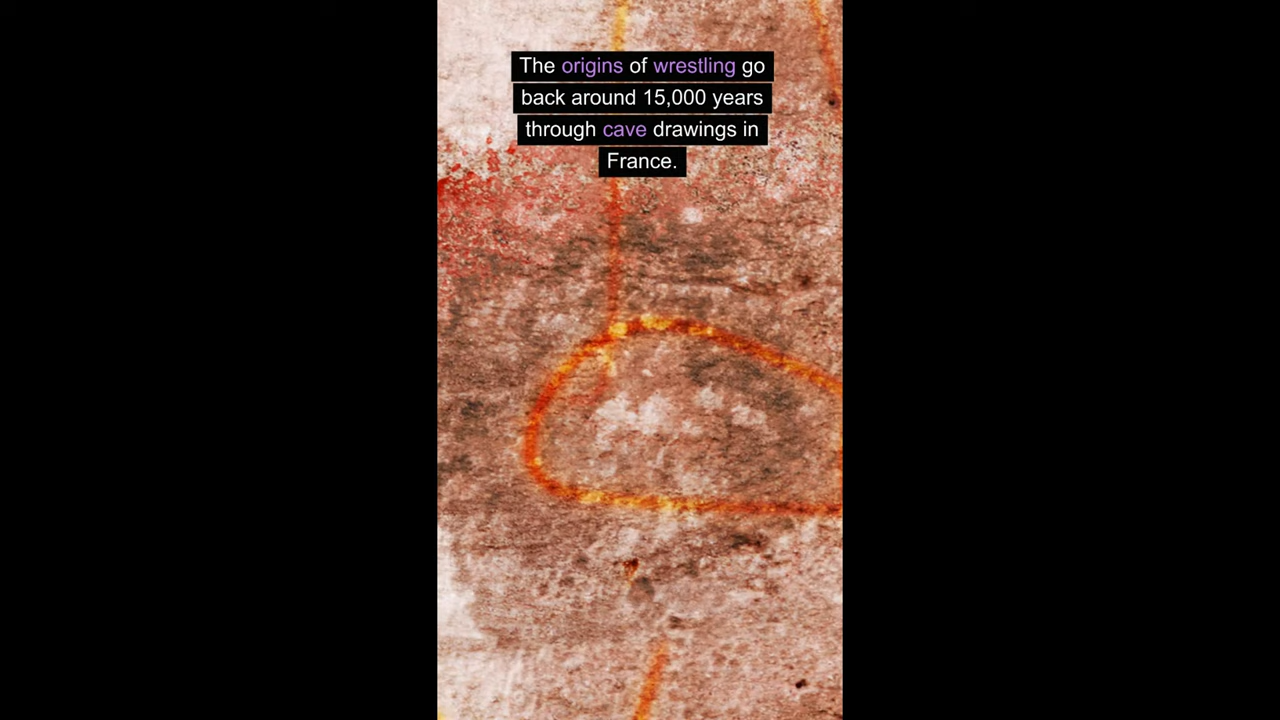 The origins of wrestling go
back around 15,000 years
through cave drawings in
France.